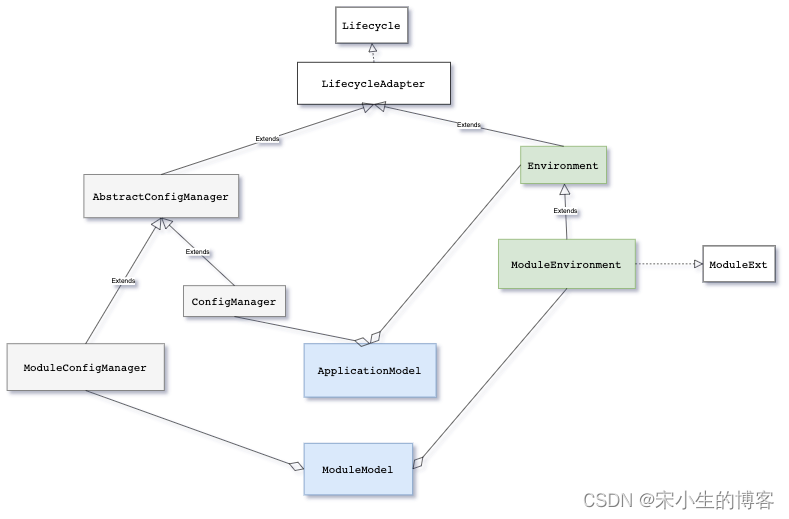 Lifecycle
LifecycleAdapter
Extends
Extends
Environment
AbstractConfigManager
Extends
Extends
ModuleEnvironment
ModuleExt
Extends
ConfigManager
ModuleConfigManager
ApplicationModel
ModuleModel
CSDN @宋小生的博客